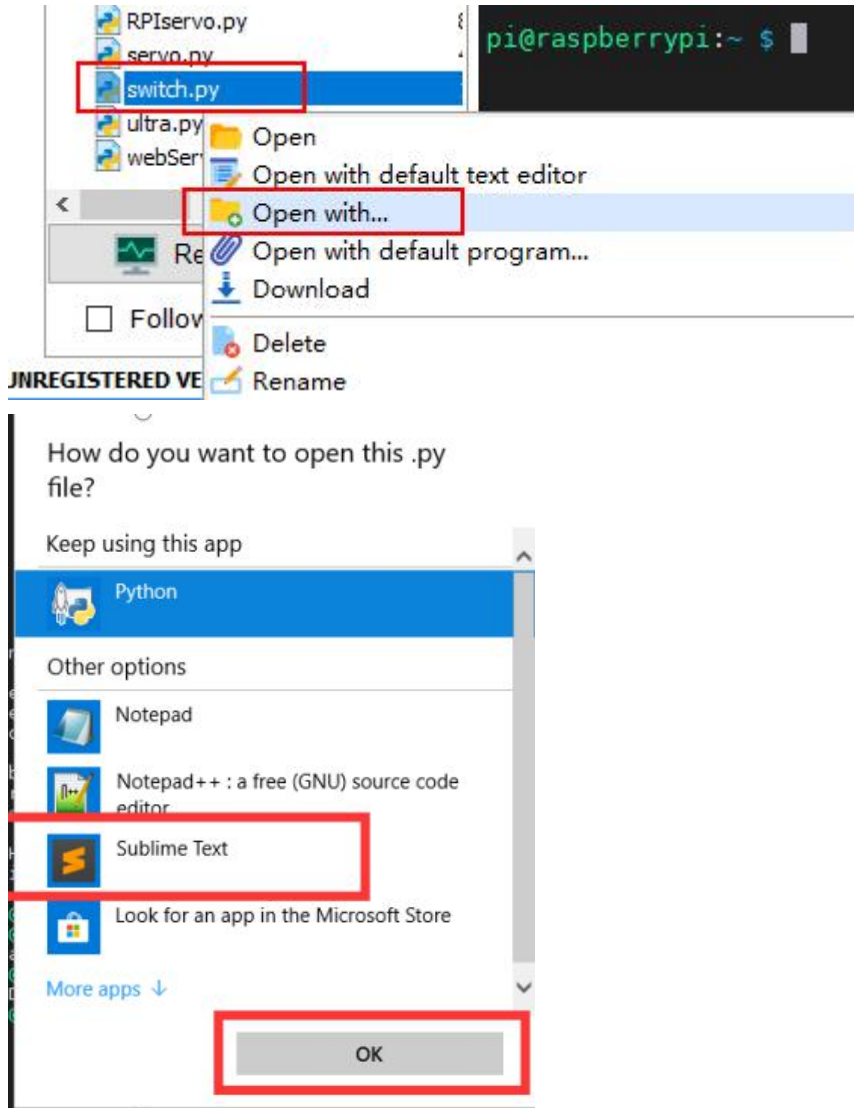 RPIservo.py
servo.py
pi@raspberrypi:~ $
switch.py
ultra.py
webSer
Open
Open with default text editor
Open with...
Re
Open with default program...
Download
Follow
Delete
UNREGISTERED VE
Rename
How do you want to open this .py
file?
Keep using this app
Python
Other options
Notepad
Notepad++ : a free (GNU) source code
editor
Sublime Text
Look for an app in the Microsoft Store
More apps ↓
OK